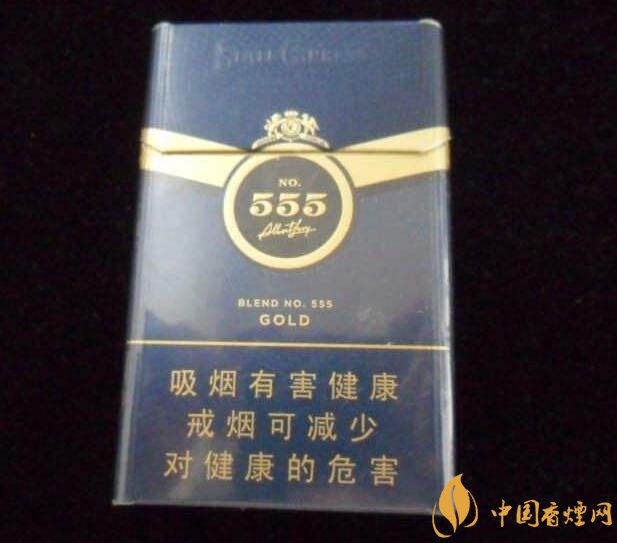 State Express
NO.
555
BLEND NO. 555
GOLD
吸烟有害健康
戒烟可减少
对健康的危害
中国香烟网